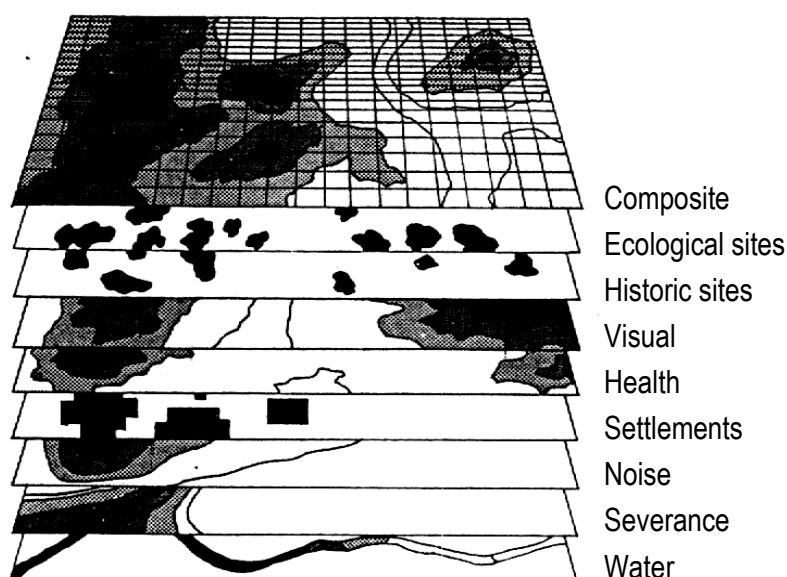 Composite
Ecological sites
Historic sites
Visual
Health
Settlements
Noise
Severance
Water